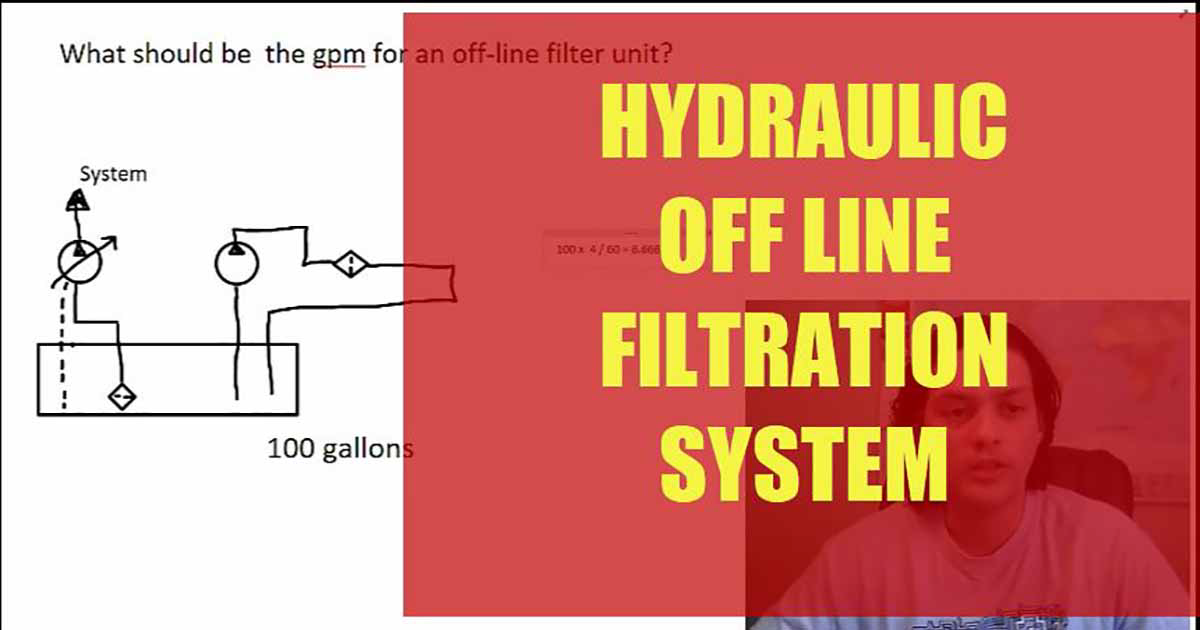 What should be the gpm for an off-line filter unit?
HYDRAULIC
System
OFF LINE
100 x 4 / 60 = 6.666
FILTRATION
SYSTEM
100 gallons